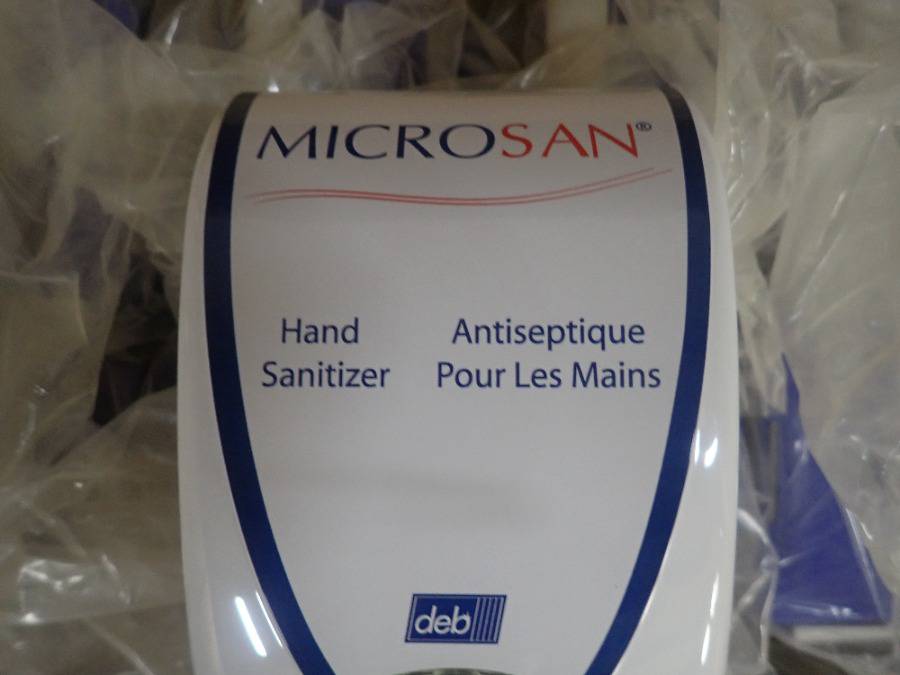 MICROSAN®
Hand
Sanitizer
Antiseptique
Pour Les Mains
deb